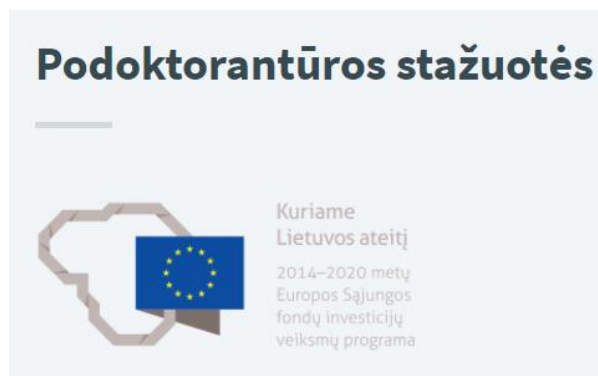 Podoktorantūros stažuotės
Kuriame
Lietuvos ateitį
2014–2020 metų
Europos Sąjungos
fondų investicijų
veiksmų programa